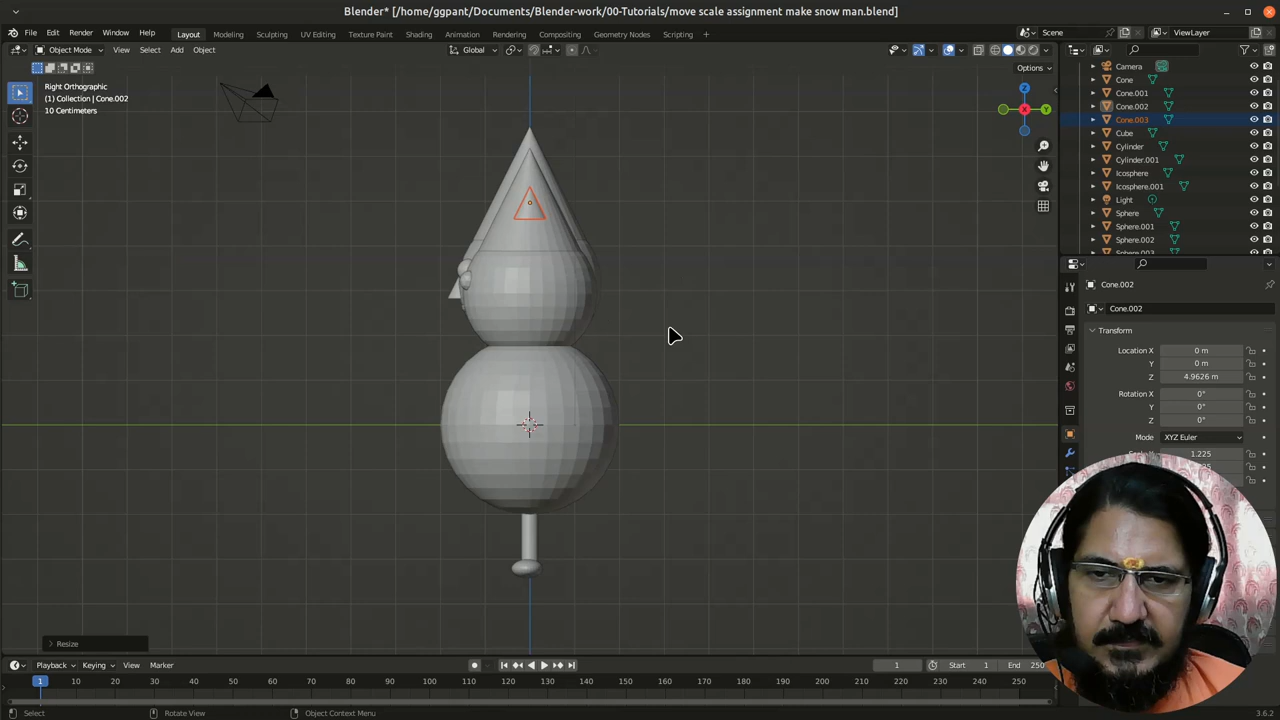 Blender* [/home/ggpant/Documents/Blender-work/00-Tutorials/move scale assignment make snow man.blend]
File Edit Render Window Help Layout Modeling Sculpting UV Editing Texture Paint Shading Animation Rendering Compositing Geometry Nodes Scripting Scene ViewLayer
Object Mode View Select Add Object Global
Options
Right Orthographic
(1) Collection | Cone.002
10 Centimeters
Z
Y
X
Camera
Cone
Cone.001
Cone.002
Cone.003
Cube
Cylinder
Cylinder.001
Icosphere
Icosphere.001
Light
Sphere
Sphere.001
Sphere.002
Cone.002
Cone.002
Transform
Location X 0 m
Y 0 m
Z 4.9626 m
Rotation X 0°
Y 0°
Z 0°
Mode XYZ Euler
1.225
Resize
Playback Keying View Marker 1 Start 1 End 250
1 10 20 30 40 50 60 70 80 90 100 110 120 130 140 150 160 170 180 190 200 210 220 230 240 250
Select Rotate View Object Context Menu 3.6.2